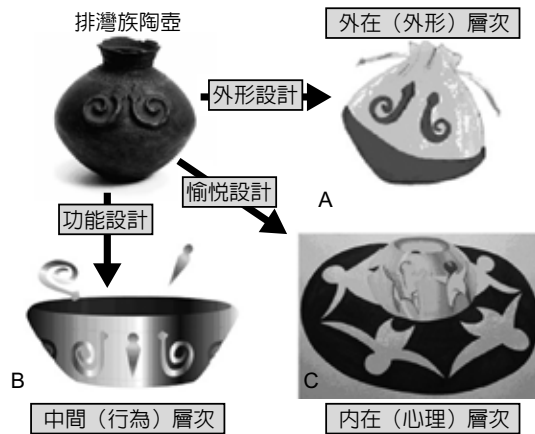 排灣族陶壺
外在（外形）層次
外形設計
A
愉悅設計
功能設計
B
C
中間（行為）層次
內在（心理）層次